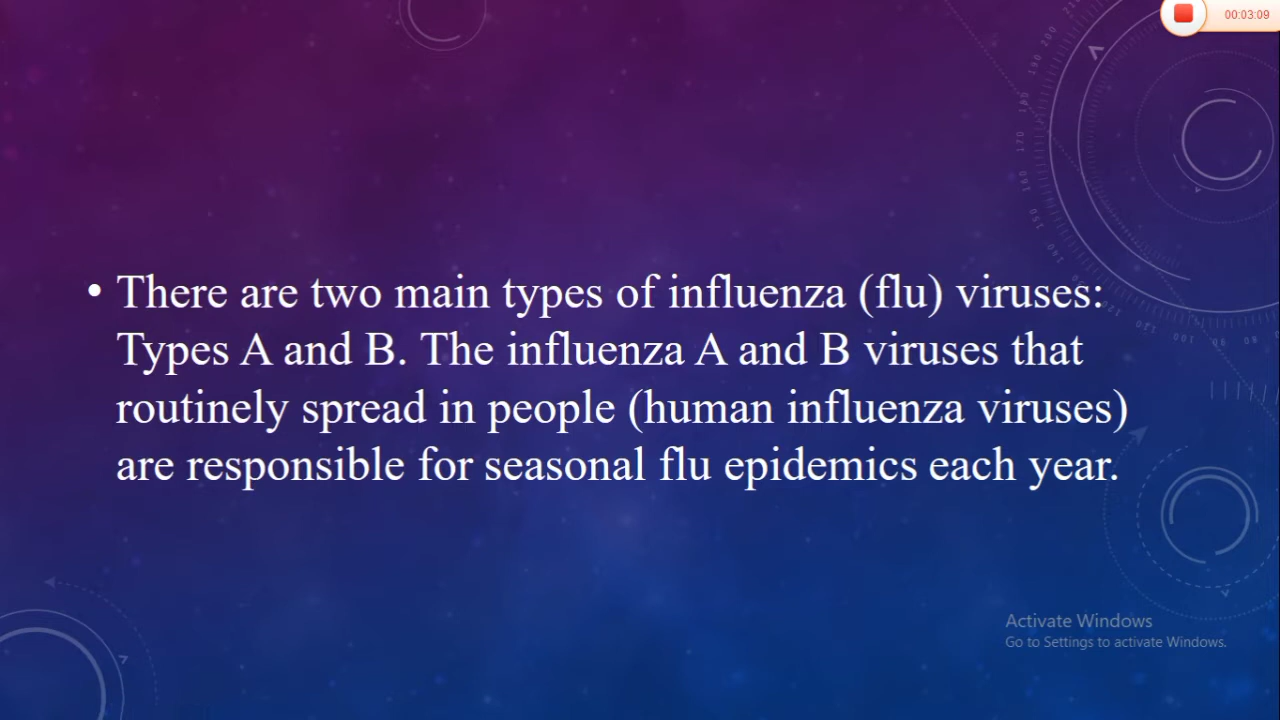 00:03:09
• There are two main types of influenza (flu) viruses:
Types A and B. The influenza A and B viruses that
routinely spread in people (human influenza viruses)
are responsible for seasonal flu epidemics each year.
Activate Windows
Go to Settings to activate Windows.